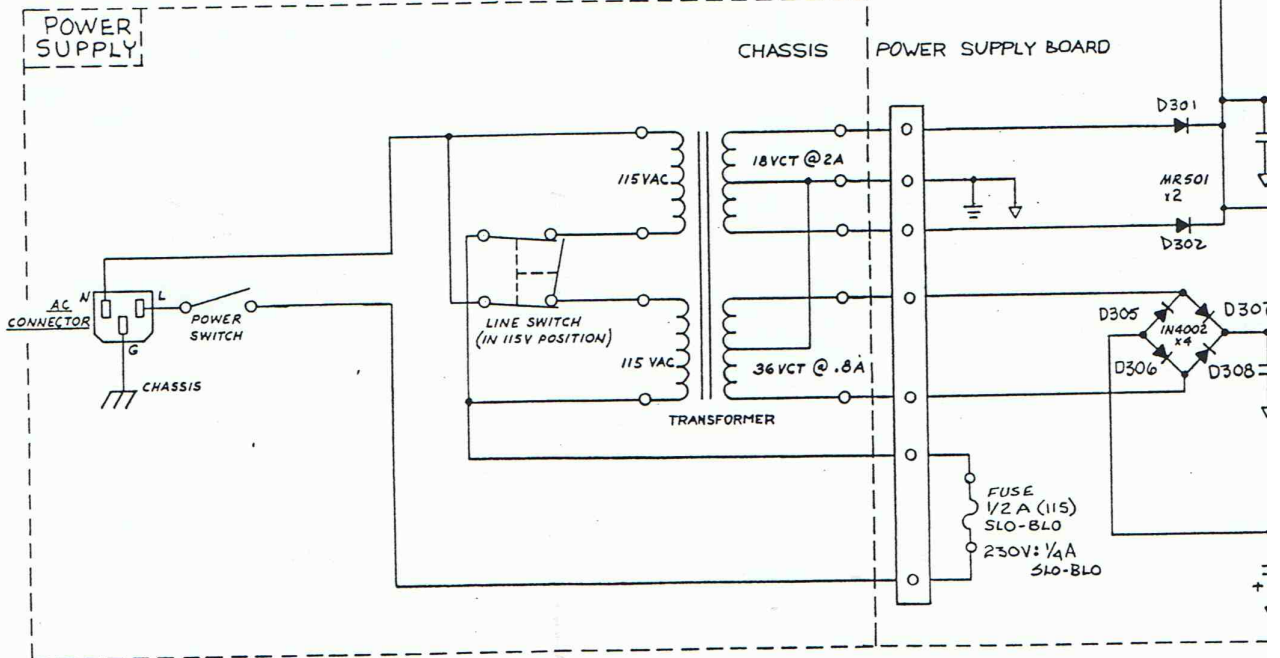 POWER
SUPPLY
CHASSIS
POWER SUPPLY BOARD
D301
18VCT @ 2A
115VAC
MR501
x2
D302
N
L
AC
CONNECTOR
POWER
SWITCH
G
CHASSIS
LINE SWITCH
(IN 115V POSITION)
115 VAC
36VCT @ .8A
TRANSFORMER
D305
D307
1N4002
x4
D306
D308
FUSE
1/2 A (115)
SLO-BLO
230V: 1/4A
SLO-BLO
+